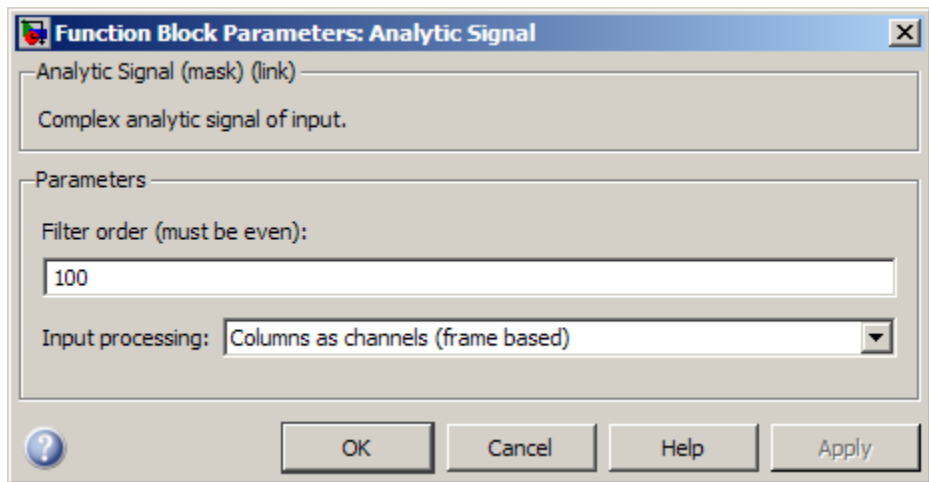 Function Block Parameters: Analytic Signal
Analytic Signal (mask) (link)
Complex analytic signal of input.
Parameters
Filter order (must be even):
100
Input processing: Columns as channels (frame based)
OK Cancel Help Apply